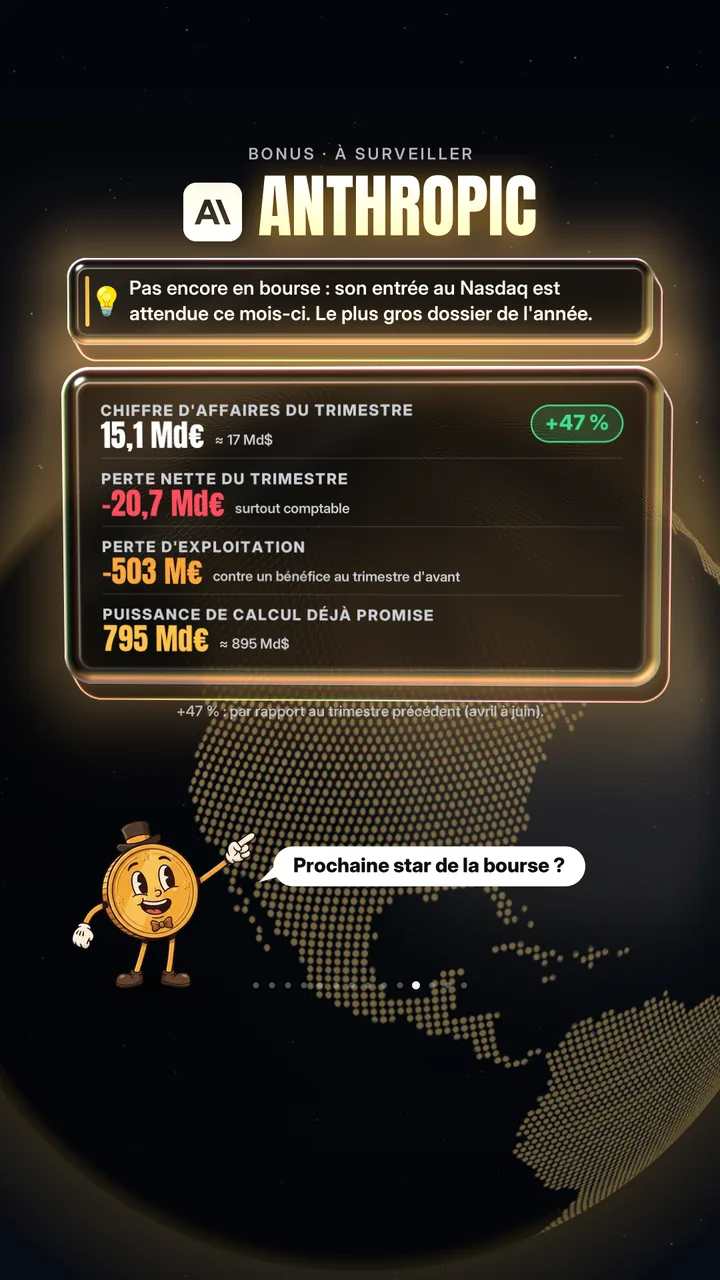 BONUS · À SURVEILLER
A\ ANTHROPIC
Pas encore en bourse : son entrée au Nasdaq est
attendue ce mois-ci. Le plus gros dossier de l'année.
CHIFFRE D'AFFAIRES DU TRIMESTRE
15,1 Md€ ≈ 17 Md$
+47 %
PERTE NETTE DU TRIMESTRE
-20,7 Md€ surtout comptable
PERTE D'EXPLOITATION
-503 M€ contre un bénéfice au trimestre d'avant
PUISSANCE DE CALCUL DÉJÀ PROMISE
795 Md€ ≈ 895 Md$
+47 % : par rapport au trimestre précédent (avril à juin).
Prochaine star de la bourse ?